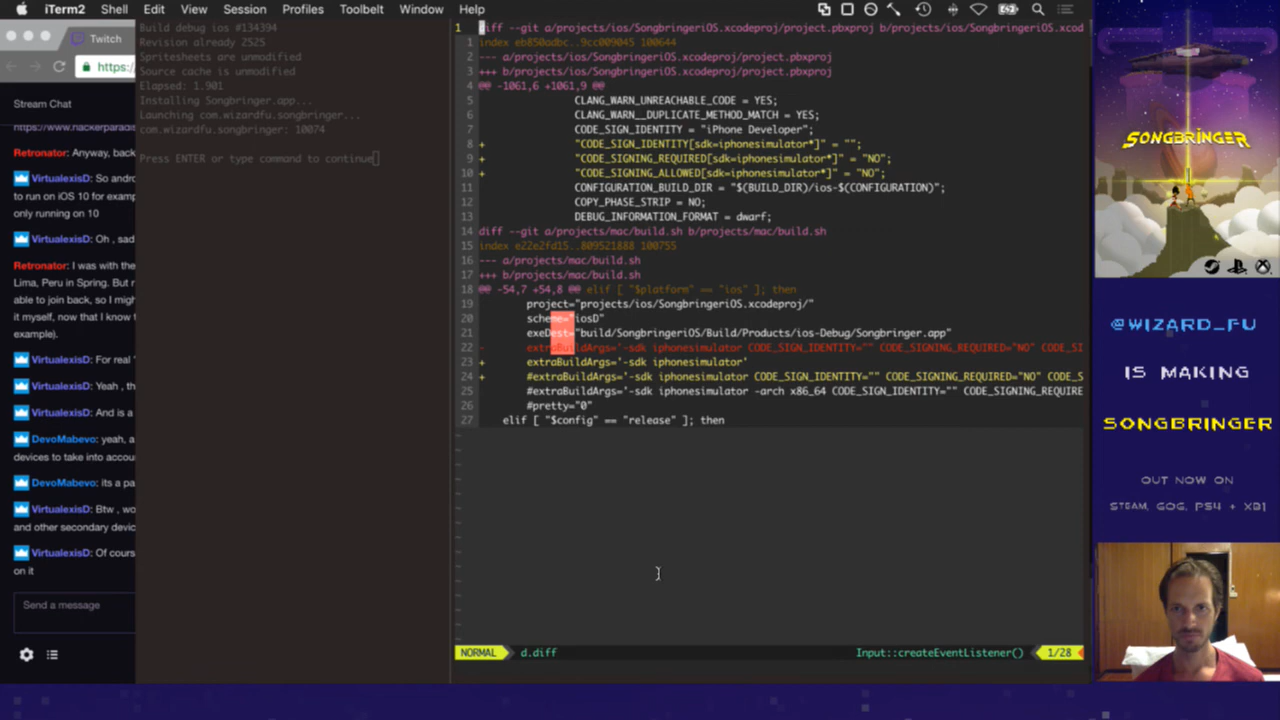 iTerm2 Shell Edit View Session Profiles Toolbelt Window Help
Twitch
https:/
Stream Chat
https://www.hackerparadis
Retronator: Anyway, back
VirtualexisD: So andro
to run on iOS 10 for examp
only running on 10
VirtualexisD: Oh , sad
Retronator: I was with the
Lima, Peru in Spring. But r
able to join back, so I migh
it myself, now that I know t
example).
VirtualexisD: For real
VirtualexisD: Yeah , th
VirtualexisD: And is a
DevoMabevo: yeah, a
devices to take into accou
DevoMabevo: its a pa
VirtualexisD: Btw , wo
and other secondary devic
VirtualexisD: Of cours
on it
Send a message
Build debug ios #134394
Revision already 2525
Spritesheets are unmodified
Source cache is unmodified
Elapsed: 1.901
Installing Songbringer.app...
Launching com.wizardfu.songbringer...
com.wizardfu.songbringer: 10074
Press ENTER or type command to continue
1 diff --git a/projects/ios/SongbringeriOS.xcodeproj/project.pbxproj b/projects/ios/SongbringeriOS.xcod
1 index eb850adbc..9cc009045 100644
2 --- a/projects/ios/SongbringeriOS.xcodeproj/project.pbxproj
3 +++ b/projects/ios/SongbringeriOS.xcodeproj/project.pbxproj
4 @@ -1061,6 +1061,9 @@
5 CLANG_WARN_UNREACHABLE_CODE = YES;
6 CLANG_WARN__DUPLICATE_METHOD_MATCH = YES;
7 CODE_SIGN_IDENTITY = "iPhone Developer";
8 + "CODE_SIGN_IDENTITY[sdk=iphonesimulator*]" = "";
9 + "CODE_SIGNING_REQUIRED[sdk=iphonesimulator*]" = "NO";
10 + "CODE_SIGNING_ALLOWED[sdk=iphonesimulator*]" = "NO";
11 CONFIGURATION_BUILD_DIR = "$(BUILD_DIR)/ios-$(CONFIGURATION)";
12 COPY_PHASE_STRIP = NO;
13 DEBUG_INFORMATION_FORMAT = dwarf;
14 diff --git a/projects/mac/build.sh b/projects/mac/build.sh
15 index e22e2fd15..809521888 100755
16 --- a/projects/mac/build.sh
17 +++ b/projects/mac/build.sh
18 @@ -54,7 +54,8 @@ elif [ "$platform" == "ios" ]; then
19 project="projects/ios/SongbringeriOS.xcodeproj/"
20 scheme="iosD"
21 exeDest="build/SongbringeriOS/Build/Products/ios-Debug/Songbringer.app"
22 - extraBuildArgs='-sdk iphonesimulator CODE_SIGN_IDENTITY="" CODE_SIGNING_REQUIRED="NO" CODE_SI
23 + extraBuildArgs='-sdk iphonesimulator'
24 + #extraBuildArgs='-sdk iphonesimulator CODE_SIGN_IDENTITY="" CODE_SIGNING_REQUIRED="NO" CODE_S
25 #extraBuildArgs='-sdk iphonesimulator -arch x86_64 CODE_SIGN_IDENTITY="" CODE_SIGNING_REQUIRE
26 #pretty="0"
27 elif [ "$config" == "release" ]; then
NORMAL d.diff Input::createEventListener() 1/28
SONGBRINGER
@WIZARD_FU
IS MAKING
SONGBRINGER
OUT NOW ON
STEAM, GOG, PS4 + XB1